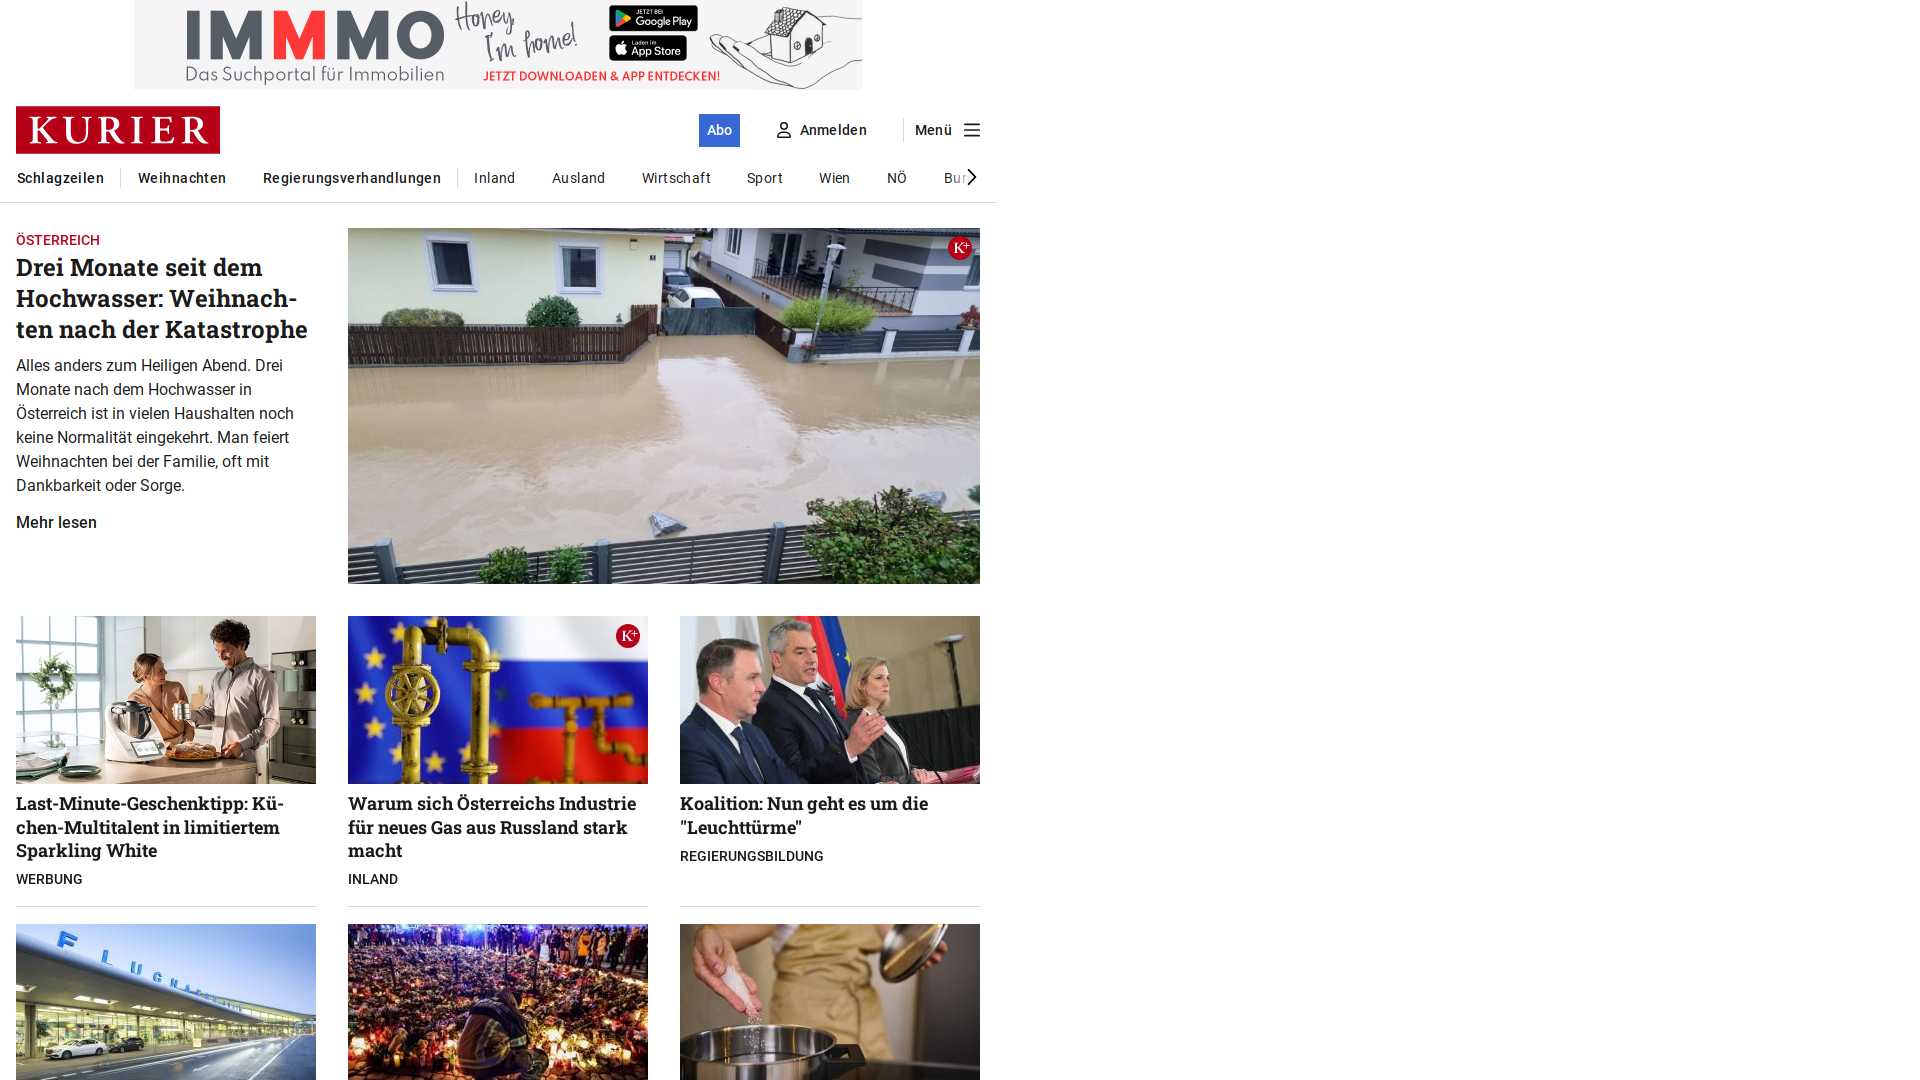 IMMMO
Das Suchportal für Immobilien
Honey,
I'm home!
JETZT BEI
Google Play
Laden im
App Store
JETZT DOWNLOADEN & APP ENTDECKEN!
KURIER
Abo
Anmelden
Menü
Schlagzeilen
Weihnachten
Regierungsverhandlungen
Inland
Ausland
Wirtschaft
Sport
Wien
NÖ
Bur
ÖSTERREICH
Drei Monate seit dem
Hochwasser: Weihnach-
ten nach der Katastrophe
Alles anders zum Heiligen Abend. Drei
Monate nach dem Hochwasser in
Österreich ist in vielen Haushalten noch
keine Normalität eingekehrt. Man feiert
Weihnachten bei der Familie, oft mit
Dankbarkeit oder Sorge.
Mehr lesen
K+
K+
Last-Minute-Geschenktipp: Kü-
chen-Multitalent in limitiertem
Sparkling White
WERBUNG
Warum sich Österreichs Industrie
für neues Gas aus Russland stark
macht
INLAND
Koalition: Nun geht es um die
"Leuchttürme"
REGIERUNGSBILDUNG